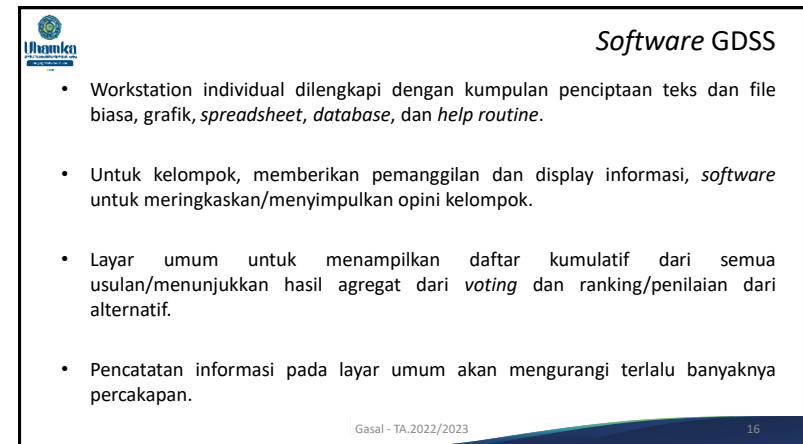 Uhamka
Software GDSS
• Workstation individual dilengkapi dengan kumpulan penciptaan teks dan file
biasa, grafik, spreadsheet, database, dan help routine.
• Untuk kelompok, memberikan pemanggilan dan display informasi, software
untuk meringkaskan/menyimpulkan opini kelompok.
• Layar umum untuk menampilkan daftar kumulatif dari semua
usulan/menunjukkan hasil agregat dari voting dan ranking/penilaian dari
alternatif.
• Pencatatan informasi pada layar umum akan mengurangi terlalu banyaknya
percakapan.
Gasal - TA.2022/2023
16